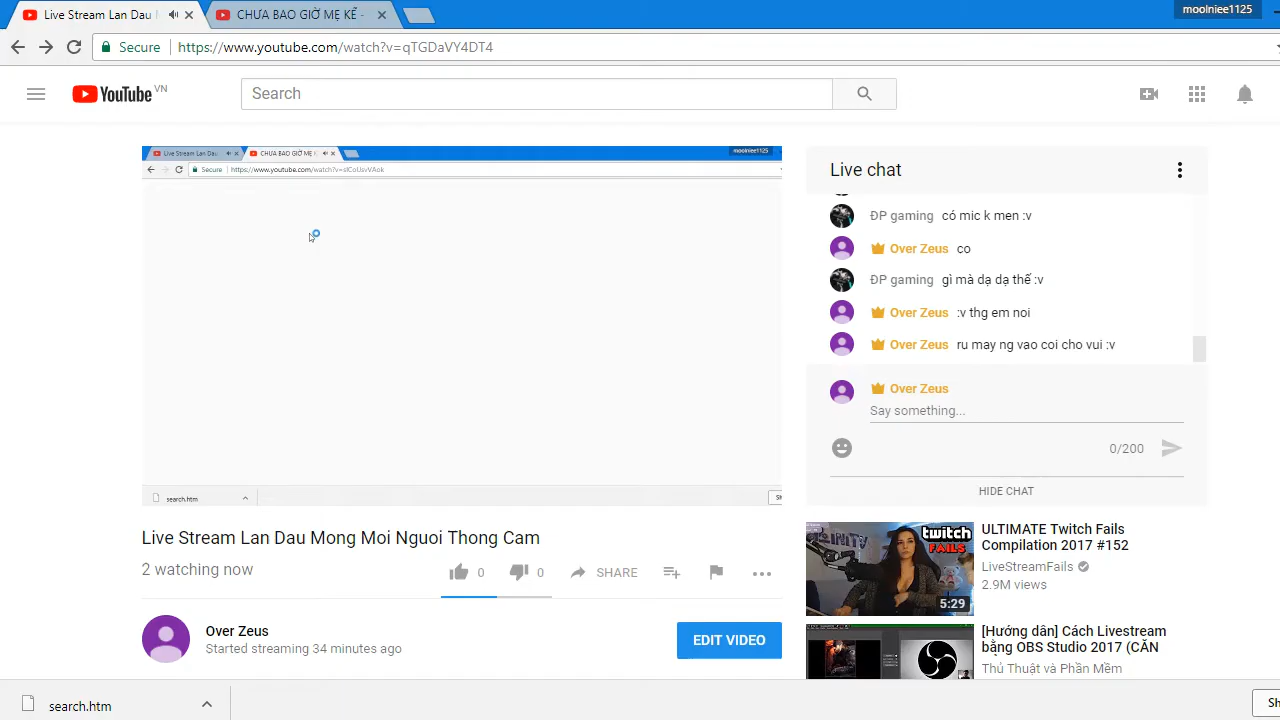 Live Stream Lan Dau M
CHƯA BAO GIỜ MẸ KỂ -
moolniee1125
Secure
https://www.youtube.com/watch?v=qTGDaVY4DT4
YouTube VN
Search
Live Stream Lan Dau
CHƯA BAO GIỜ MẸ K
moolniee1125
Secure
search.htm
Sh
Live chat
ĐP gaming có mic k men :v
Over Zeus co
ĐP gaming gì mà dạ dạ thế :v
Over Zeus :v thg em noi
Over Zeus ru may ng vao coi cho vui :v
Over Zeus
Say something...
0/200
HIDE CHAT
Live Stream Lan Dau Mong Moi Nguoi Thong Cam
2 watching now
0
0
SHARE
Over Zeus
Started streaming 34 minutes ago
EDIT VIDEO
twitch
FAILS
5:29
ULTIMATE Twitch Fails
Compilation 2017 #152
LiveStreamFails
2.9M views
[Hướng dẫn] Cách Livestream
bằng OBS Studio 2017 (CĂN
Thủ Thuật và Phần Mềm
search.htm
Sh